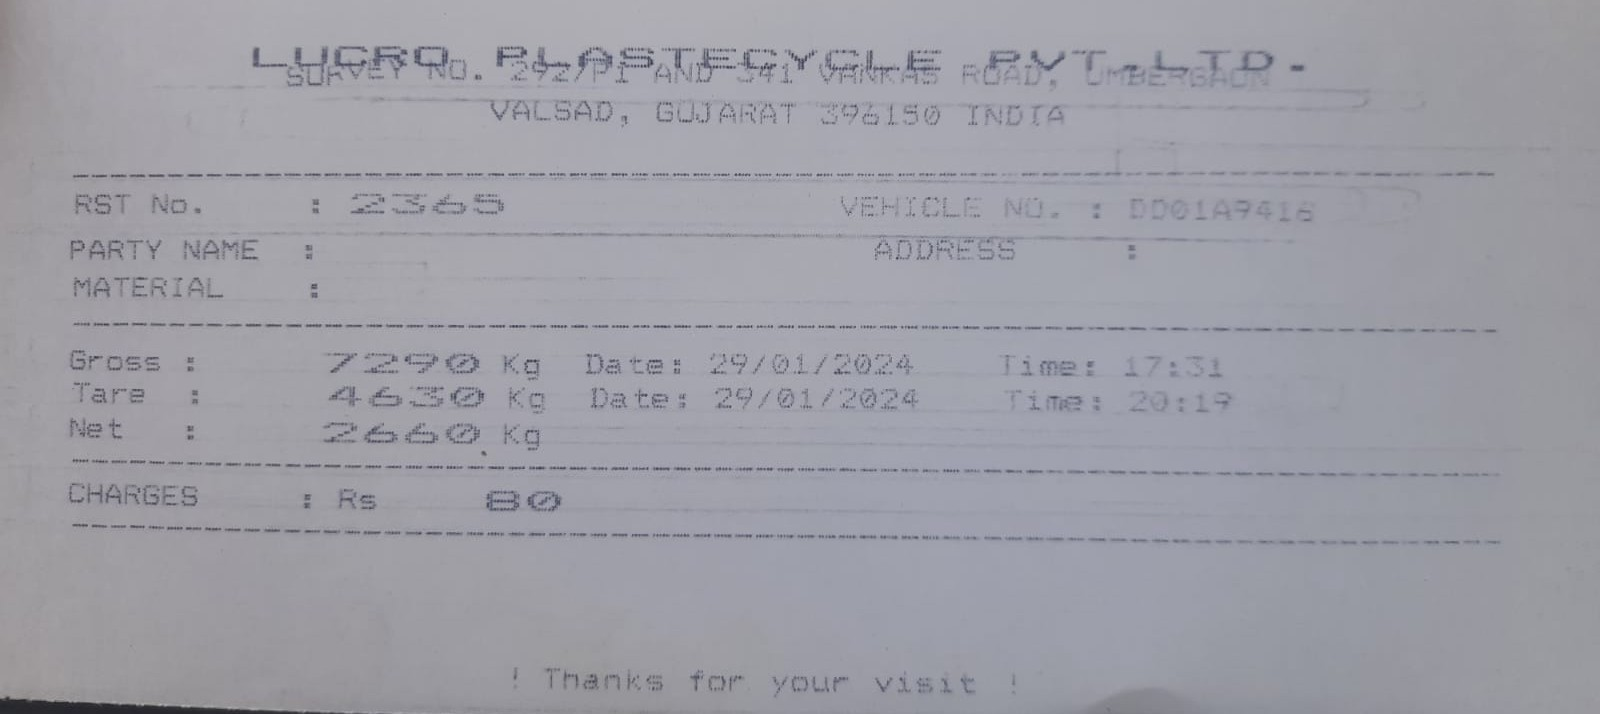 LUCRO PLASTECYCLE PVT.LTD.
SURVEY NO. 292/P1 AND 341 VANKAS ROAD, UMBERGAON
VALSAD, GUJARAT 396150 INDIA
RST No. : 2365 VEHICLE NO. : DD01A9416
PARTY NAME : ADDRESS :
MATERIAL :
Gross : 7290 Kg Date: 29/01/2024 Time: 17:31
Tare : 4630 Kg Date: 29/01/2024 Time: 20:19
Net : 2660 Kg
CHARGES : Rs 80
! Thanks for your visit !